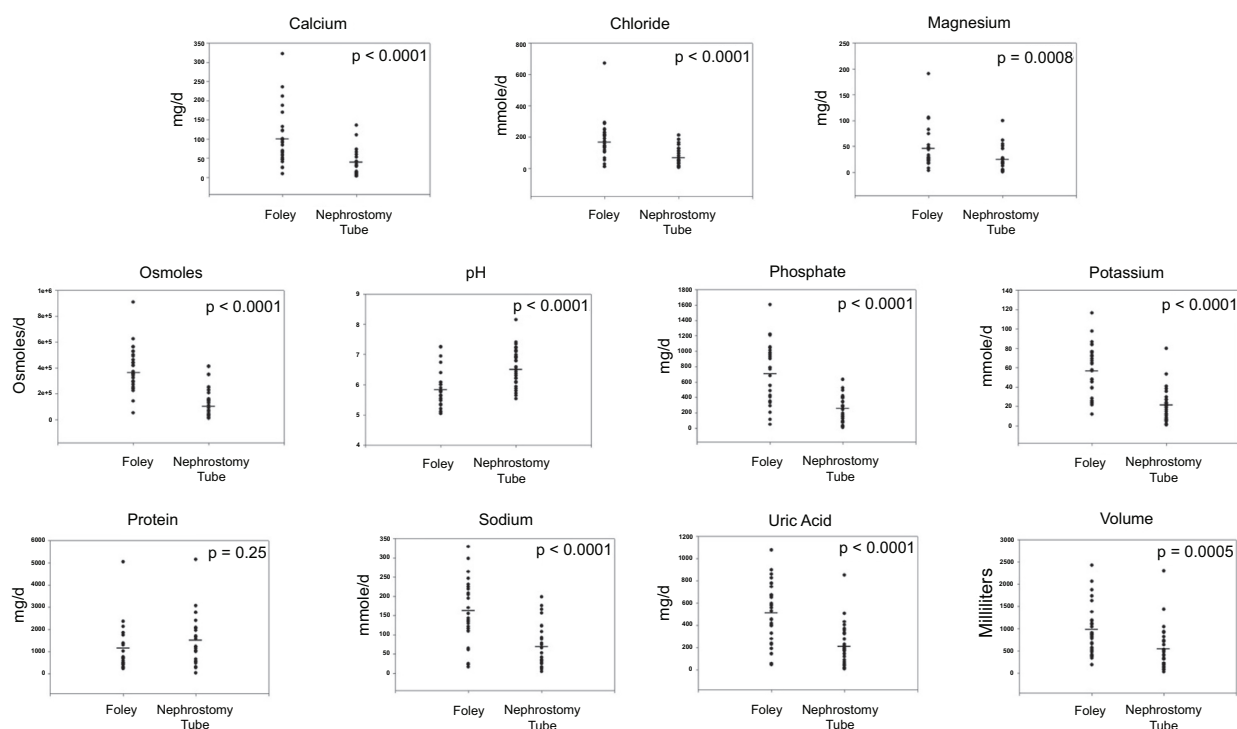 Calcium
p < 0.0001
mg/d
350
300
250
200
150
100
50
0
Foley
Nephrostomy
Tube
Chloride
p < 0.0001
mmole/d
800
600
400
200
0
Foley
Nephrostomy
Tube
Magnesium
p = 0.0008
mg/d
250
200
150
100
50
0
Foley
Nephrostomy
Tube
Osmoles
p < 0.0001
Osmoles/d
1e+6
8e+5
6e+5
4e+5
2e+5
0
Foley
Nephrostomy
Tube
pH
p < 0.0001
9
8
7
6
5
4
Foley
Nephrostomy
Tube
Phosphate
p < 0.0001
mg/d
1800
1600
1400
1200
1000
800
600
400
200
0
Foley
Nephrostomy
Tube
Potassium
p < 0.0001
mmole/d
140
120
100
80
60
40
20
0
Foley
Nephrostomy
Tube
Protein
p = 0.25
mg/d
6000
5000
4000
3000
2000
1000
0
Foley
Nephrostomy
Tube
Sodium
p < 0.0001
mmole/d
350
300
250
200
150
100
50
0
Foley
Nephrostomy
Tube
Uric Acid
p < 0.0001
mg/d
1200
1000
800
600
400
200
0
Foley
Nephrostomy
Tube
Volume
p = 0.0005
Milliliters
3000
2500
2000
1500
1000
500
0
Foley
Nephrostomy
Tube